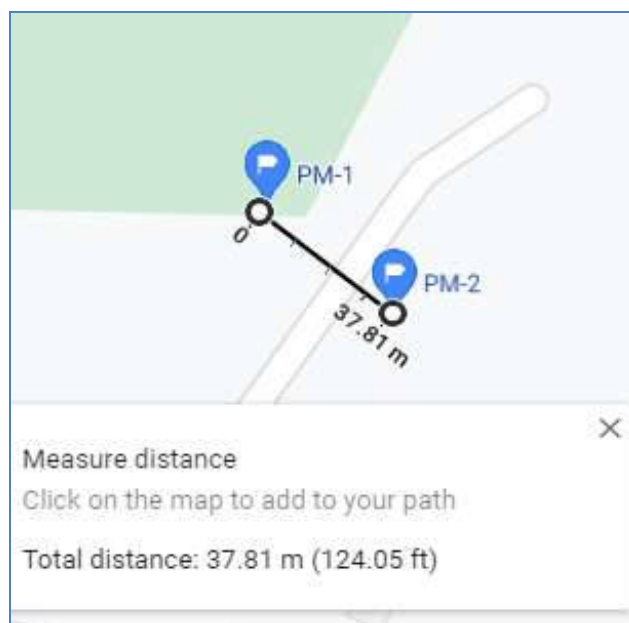 PM-1
0
PM-2
37.81 m
Measure distance
Click on the map to add to your path
Total distance: 37.81 m (124.05 ft)